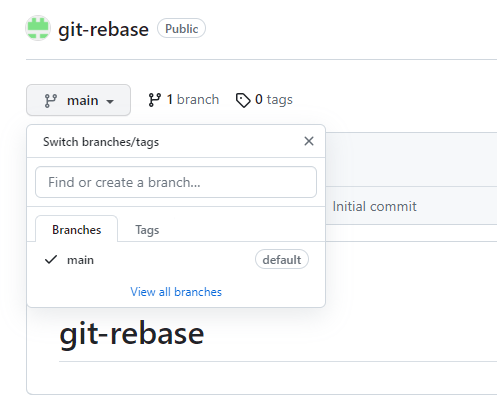 git-rebase Public
main 1 branch 0 tags
Switch branches/tags
Find or create a branch...
Initial commit
Branches Tags
main default
View all branches
git-rebase